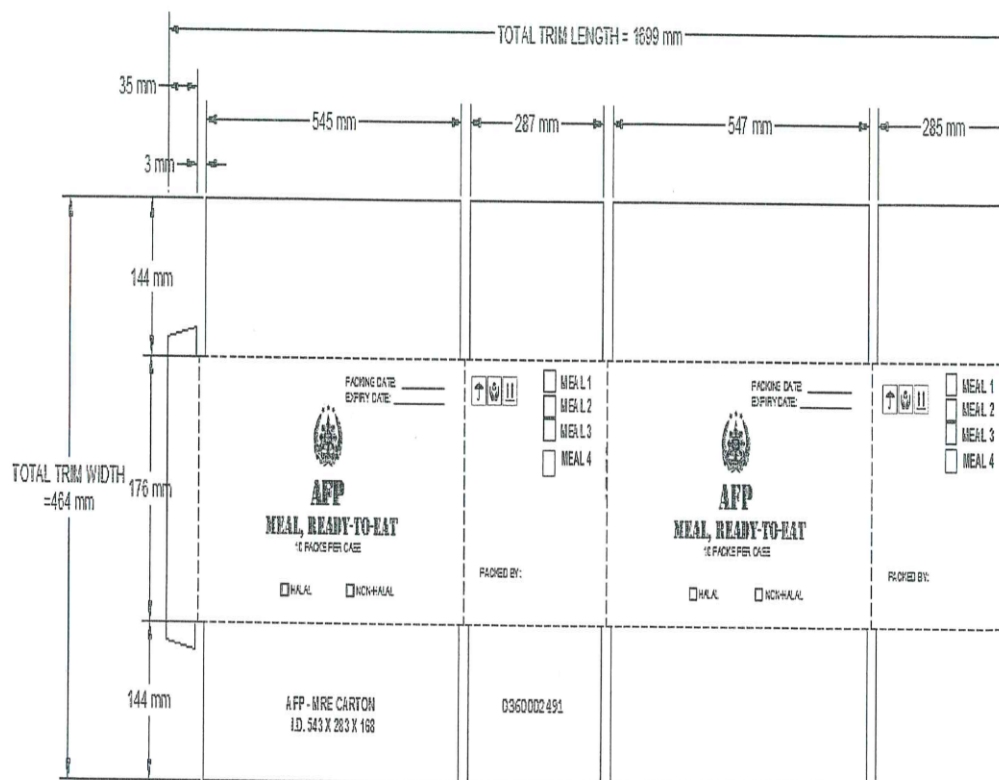 TOTAL TRIM LENGTH = 1699 mm
35 mm
545 mm
287 mm
547 mm
285 mm
3 mm
144 mm
PACKING DATE:
EXPIRY DATE:
MEAL 1
MEAL 2
MEAL 3
MEAL 4
PACKING DATE:
EXPIRY DATE:
MEAL 1
MEAL 2
MEAL 3
MEAL 4
TOTAL TRIM WIDTH
=464 mm
176 mm
AFP
MEAL, READY-TO-EAT
10 PACKS PER CASE
HALAL NON-HALAL
PACKED BY:
AFP
MEAL, READY-TO-EAT
10 PACKS PER CASE
HALAL NON-HALAL
PACKED BY:
144 mm
AFP - MRE CARTON
I.D. 543 X 283 X 168
0360002491